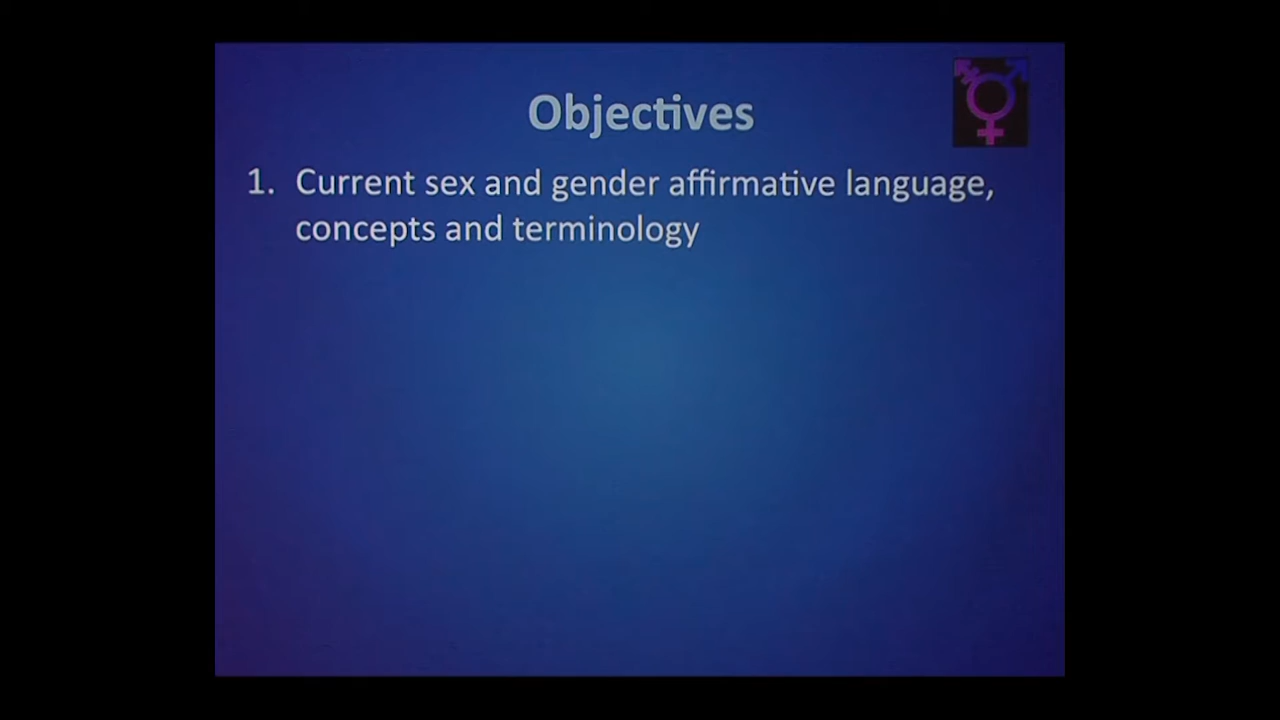 Objectives
1. Current sex and gender affirmative language,
concepts and terminology